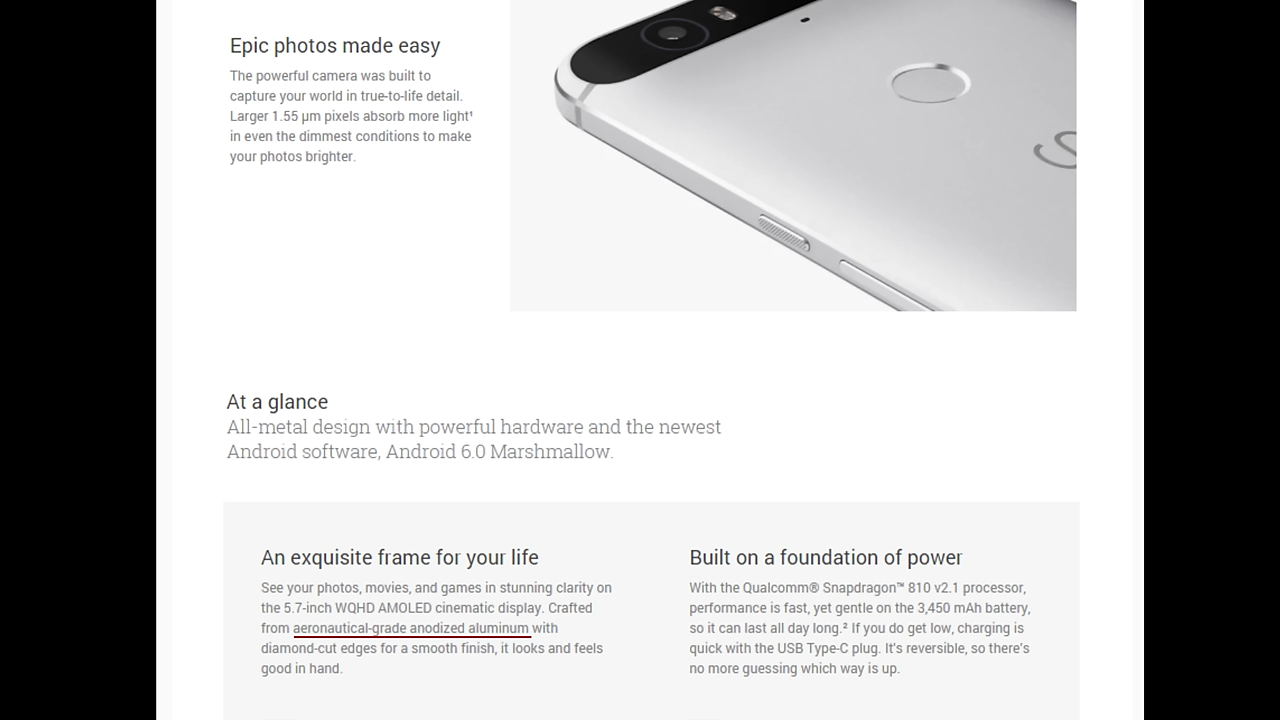 Epic photos made easy
The powerful camera was built to
capture your world in true-to-life detail.
Larger 1.55 µm pixels absorb more light¹
in even the dimmest conditions to make
your photos brighter.
At a glance
All-metal design with powerful hardware and the newest
Android software, Android 6.0 Marshmallow.
An exquisite frame for your life
See your photos, movies, and games in stunning clarity on
the 5.7-inch WQHD AMOLED cinematic display. Crafted
from aeronautical-grade anodized aluminum with
diamond-cut edges for a smooth finish, it looks and feels
good in hand.
Built on a foundation of power
With the Qualcomm® Snapdragon™ 810 v2.1 processor,
performance is fast, yet gentle on the 3,450 mAh battery,
so it can last all day long.² If you do get low, charging is
quick with the USB Type-C plug. It's reversible, so there's
no more guessing which way is up.